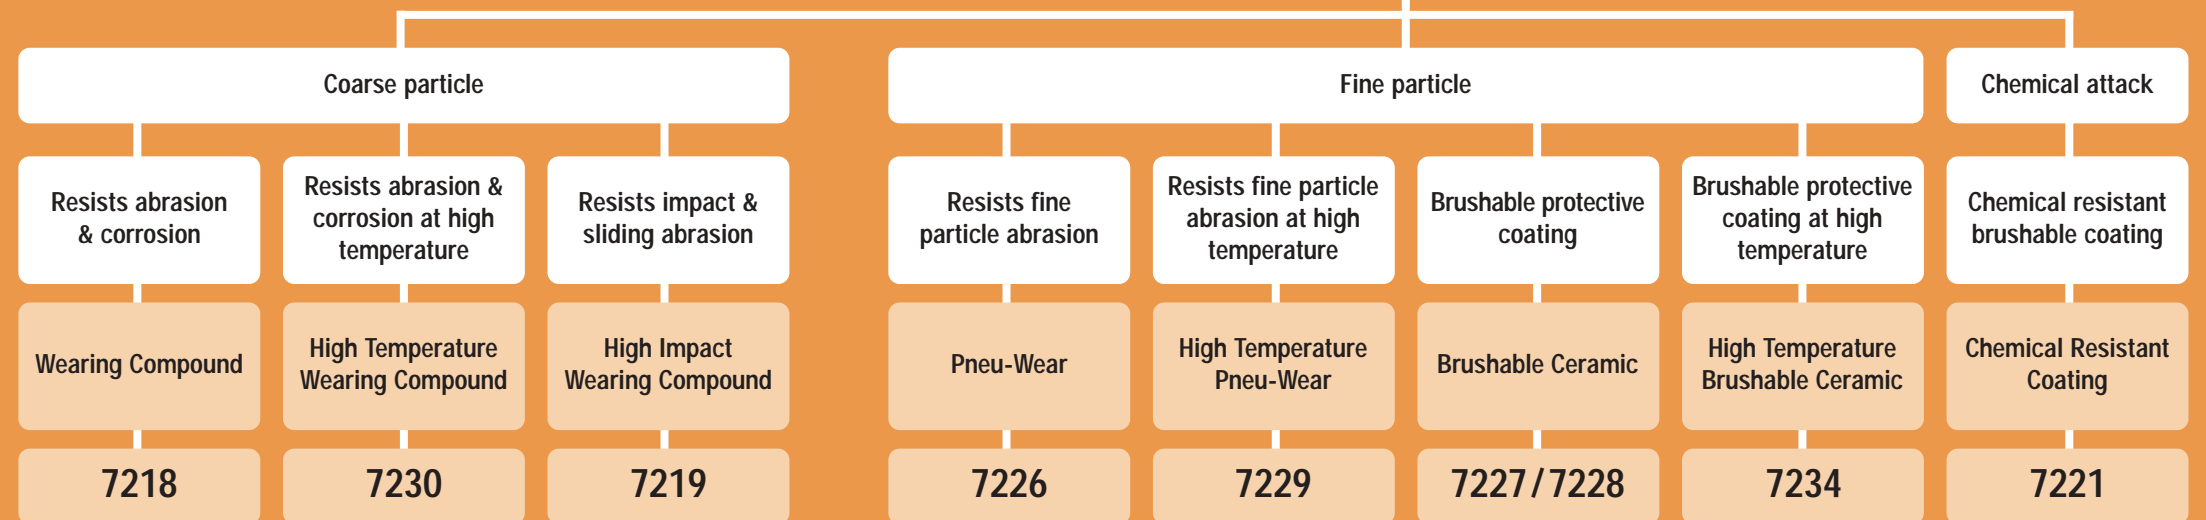 Coarse particle
Fine particle
Chemical attack
Resists abrasion
& corrosion
Resists abrasion &
corrosion at high
temperature
Resists impact &
sliding abrasion
Resists fine
particle abrasion
Resists fine particle
abrasion at high
temperature
Brushable protective
coating
Brushable protective
coating at high
temperature
Chemical resistant
brushable coating
Wearing Compound
High Temperature
Wearing Compound
High Impact
Wearing Compound
Pneu-Wear
High Temperature
Pneu-Wear
Brushable Ceramic
High Temperature
Brushable Ceramic
Chemical Resistant
Coating
7218
7230
7219
7226
7229
7227/7228
7234
7221